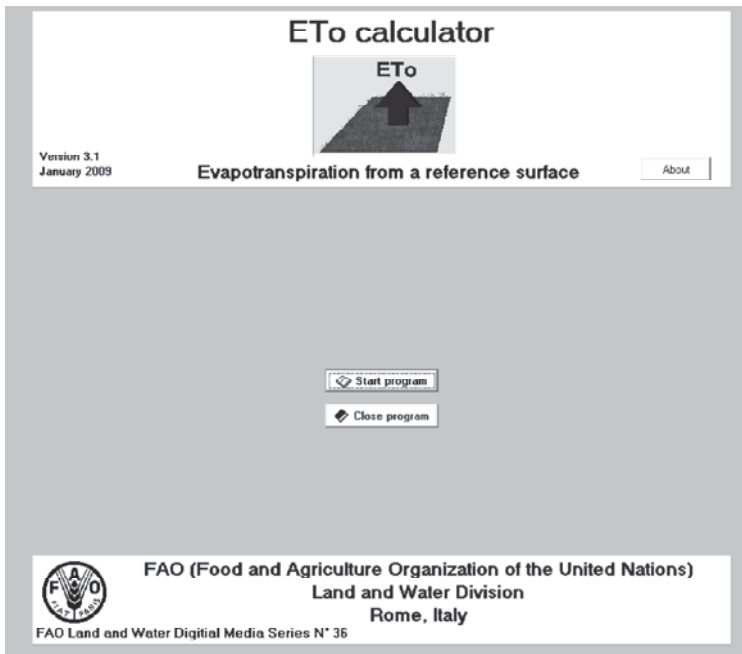 ETo calculator
ETo
Version 3.1
January 2009
Evapotranspiration from a reference surface
About
Start program
Close program
FAO (Food and Agriculture Organization of the United Nations)
Land and Water Division
Rome, Italy
F A O
FIAT PANIS
FAO Land and Water Digitial Media Series N° 36